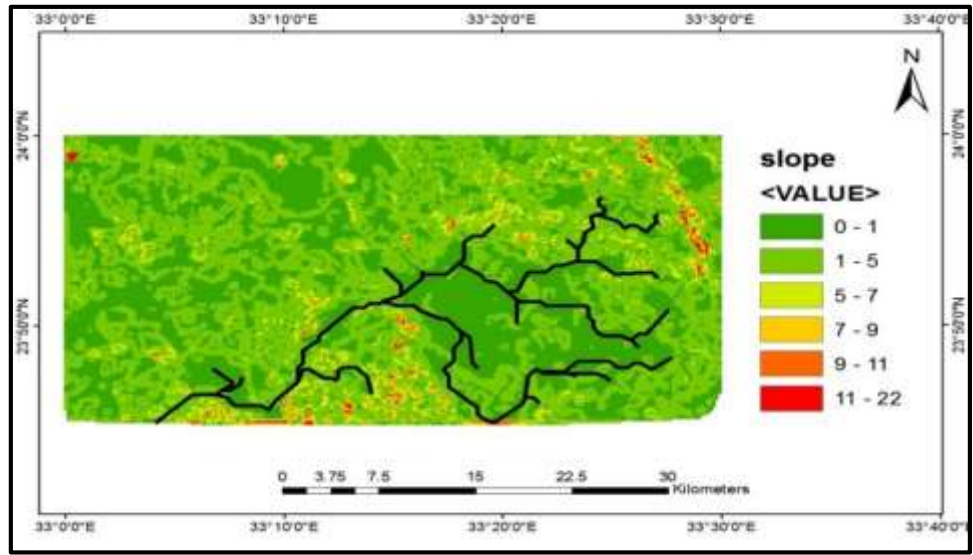 33°0'0"E 33°10'0"E 33°20'0"E 33°30'0"E 33°40'0"E
N
24°0'0"N 24°0'0"N
slope
<VALUE>
0 - 1
1 - 5
5 - 7
7 - 9
9 - 11
11 - 22
23°50'0"N 23°50'0"N
0 3.75 7.5 15 22.5 30
Kilometers
33°0'0"E 33°10'0"E 33°20'0"E 33°30'0"E 33°40'0"E